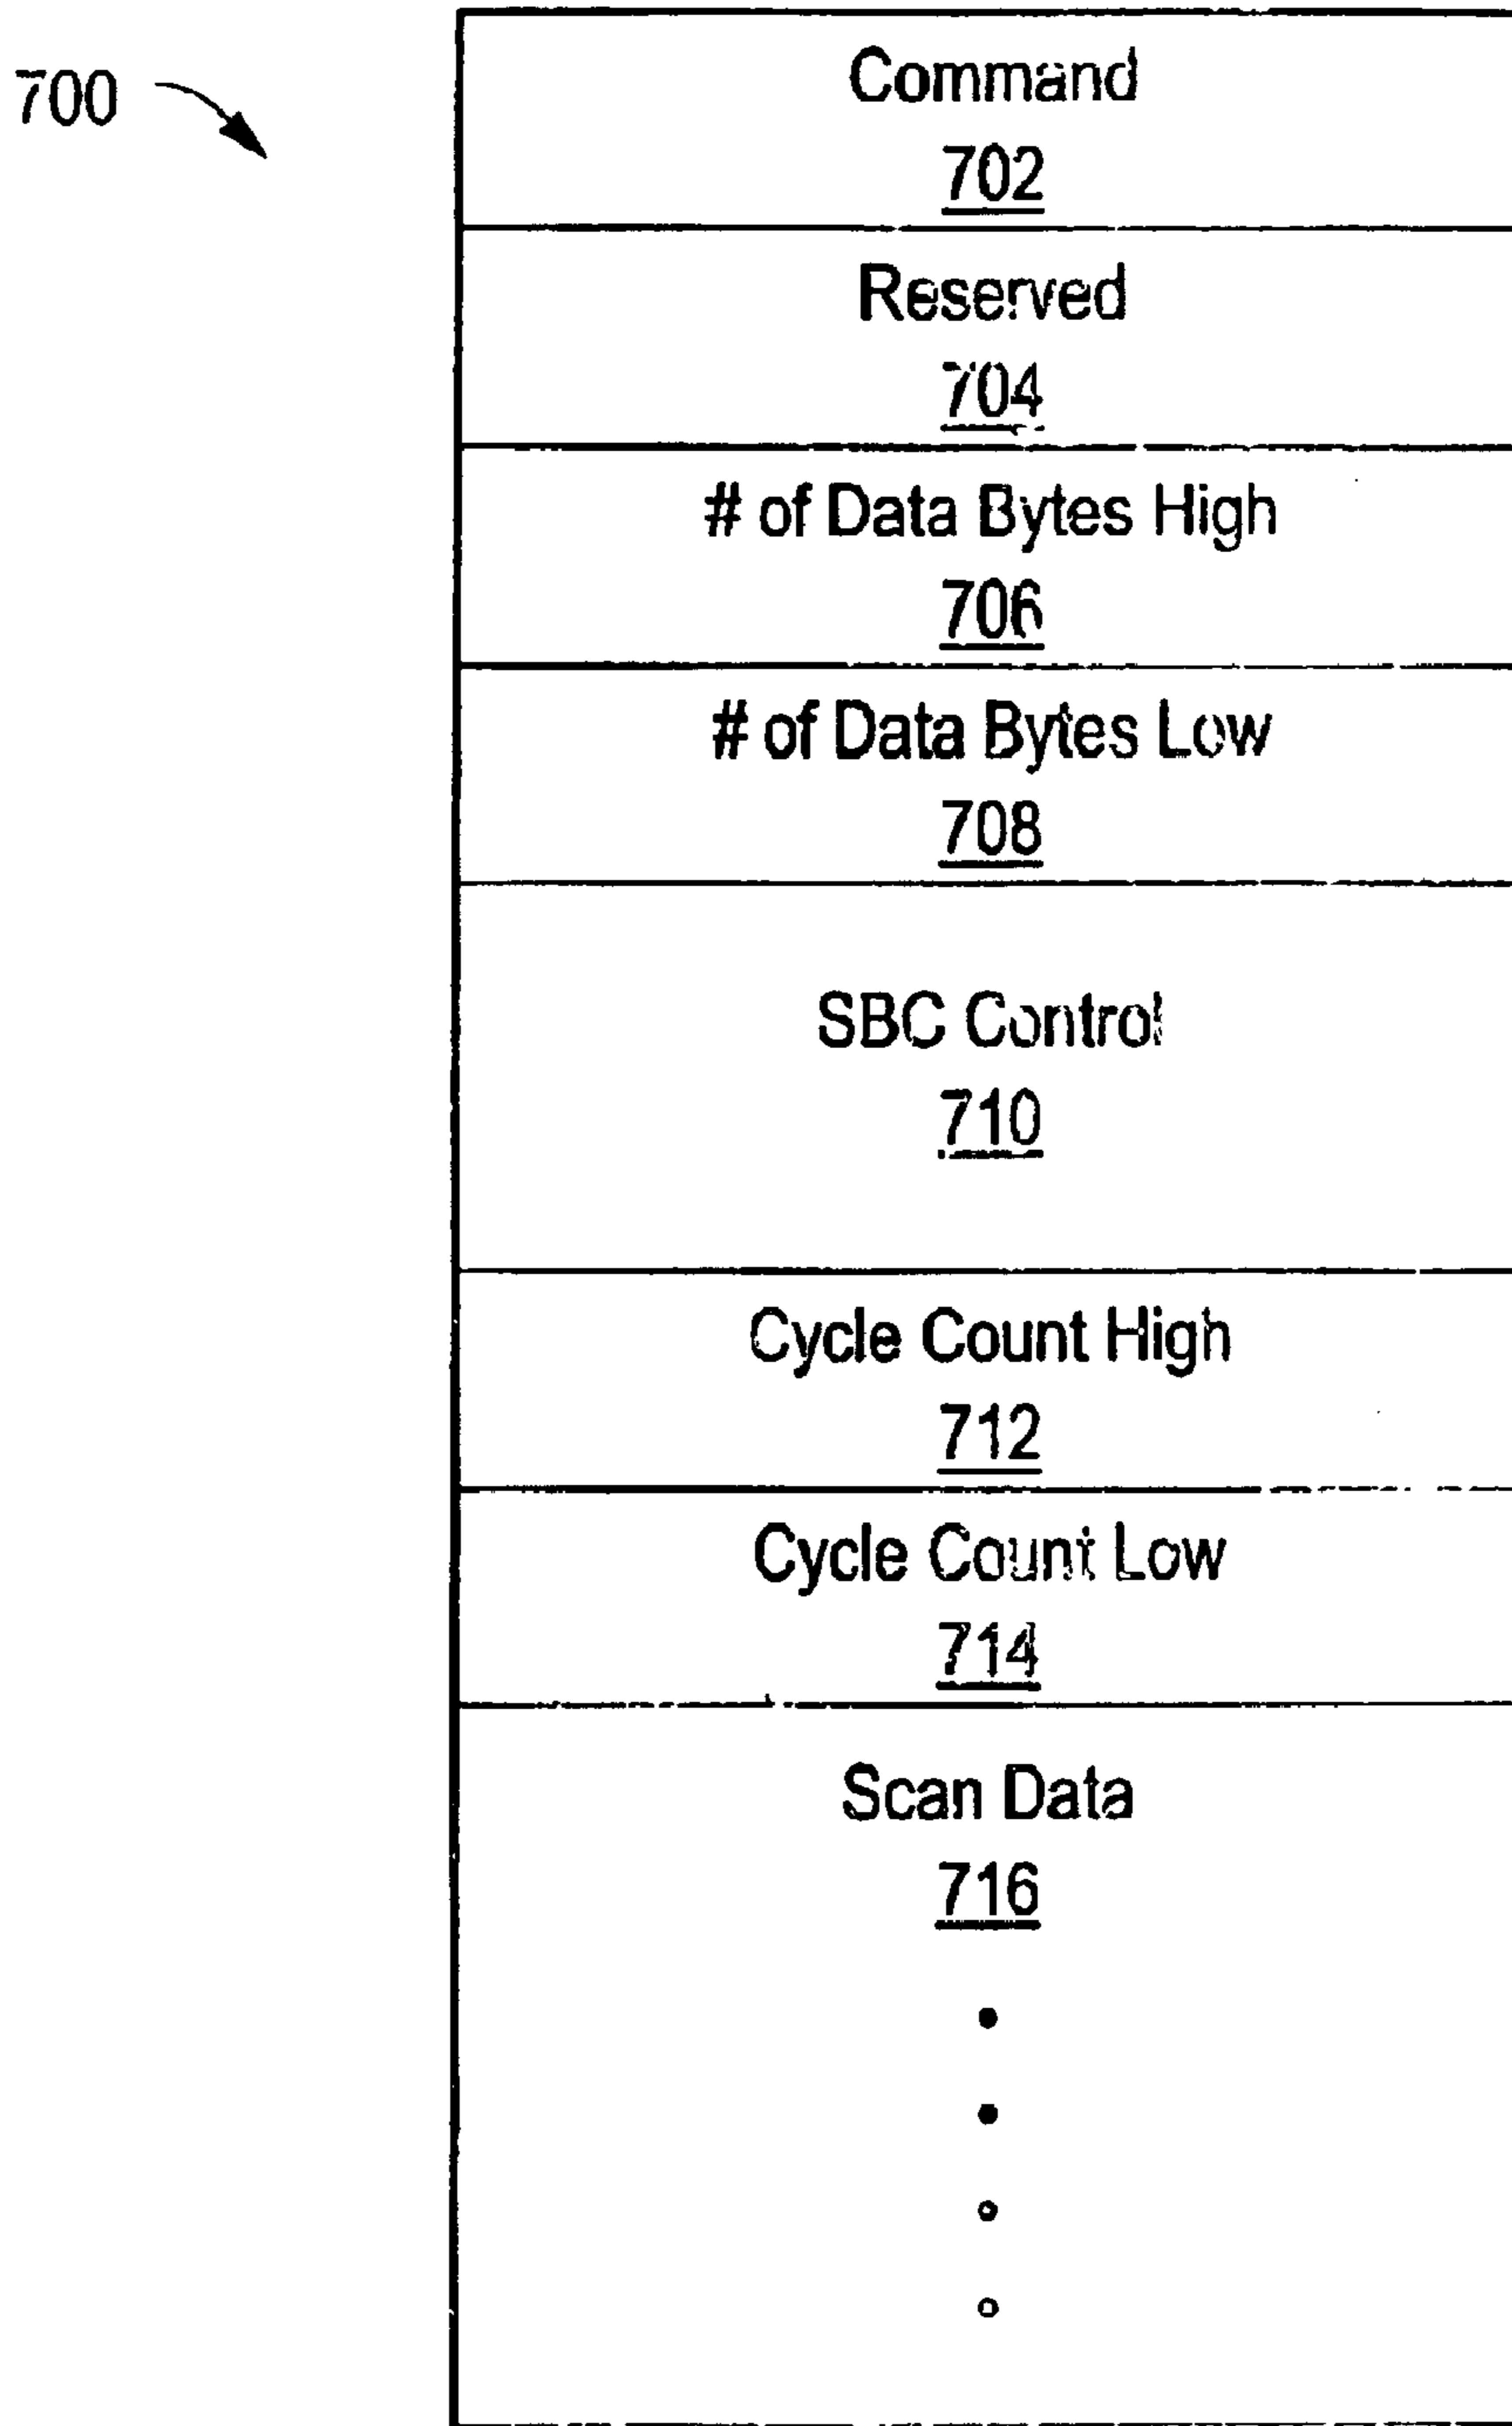 700
Command
702
Reserved
704
# of Data Bytes High
706
# of Data Bytes Low
708
SBC Control
710
Cycle Count High
712
Cycle Count Low
714
Scan Data
716